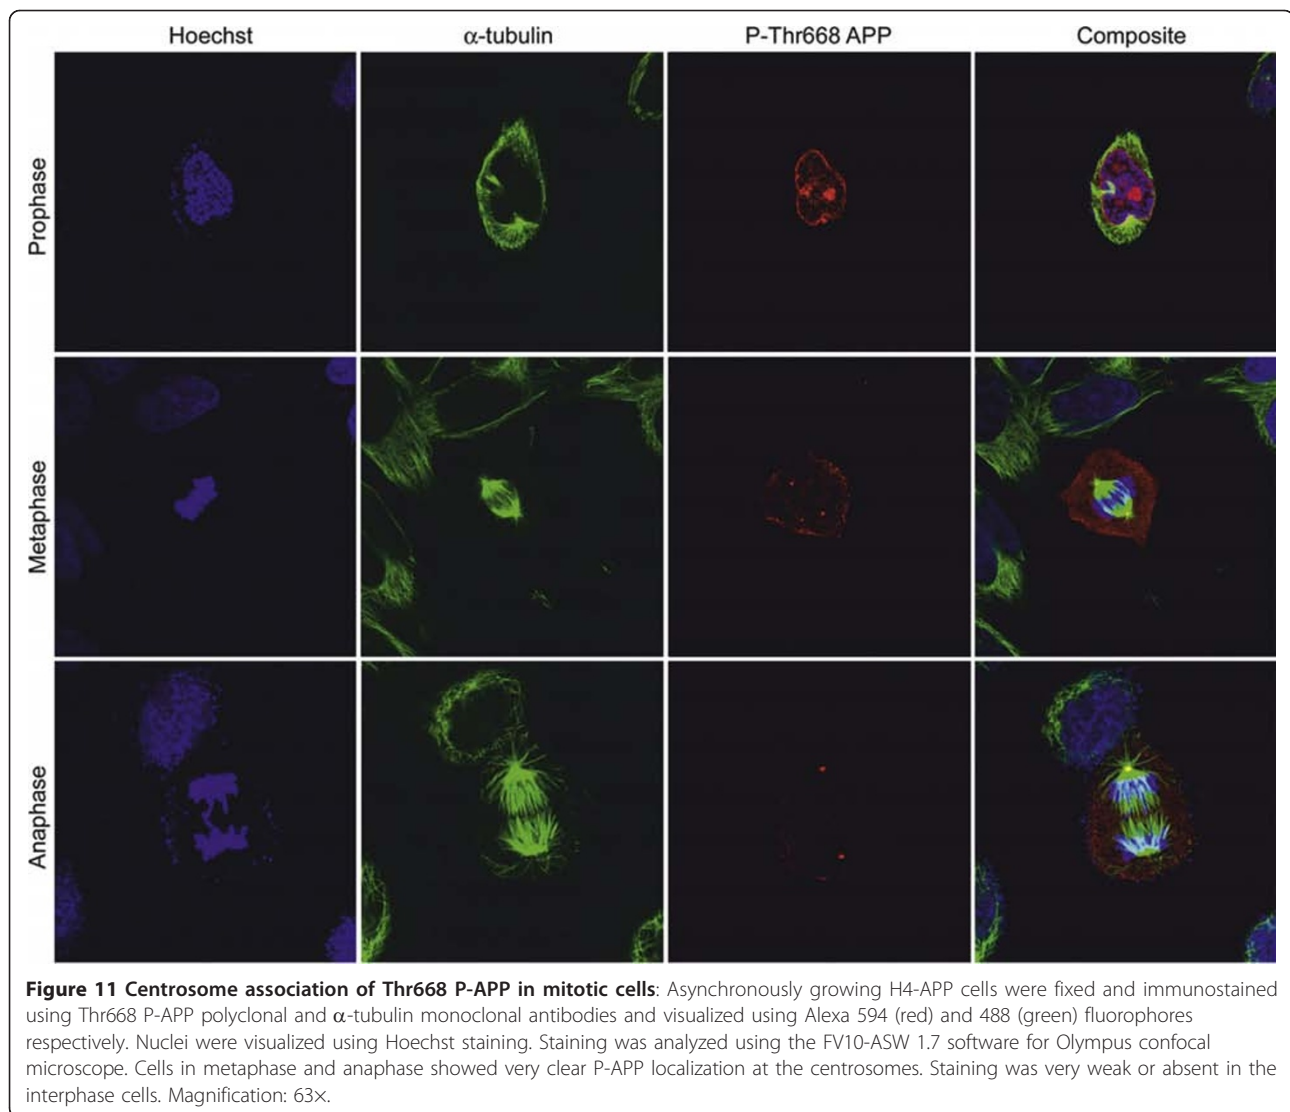 Hoechst α-tubulin P-Thr668 APP Composite
Prophase
Metaphase
Anaphase
Figure 11 Centrosome association of Thr668 P-APP in mitotic cells: Asynchronously growing H4-APP cells were fixed and immunostained
using Thr668 P-APP polyclonal and α-tubulin monoclonal antibodies and visualized using Alexa 594 (red) and 488 (green) fluorophores
respectively. Nuclei were visualized using Hoechst staining. Staining was analyzed using the FV10-ASW 1.7 software for Olympus confocal
microscope. Cells in metaphase and anaphase showed very clear P-APP localization at the centrosomes. Staining was very weak or absent in the
interphase cells. Magnification: 63×.